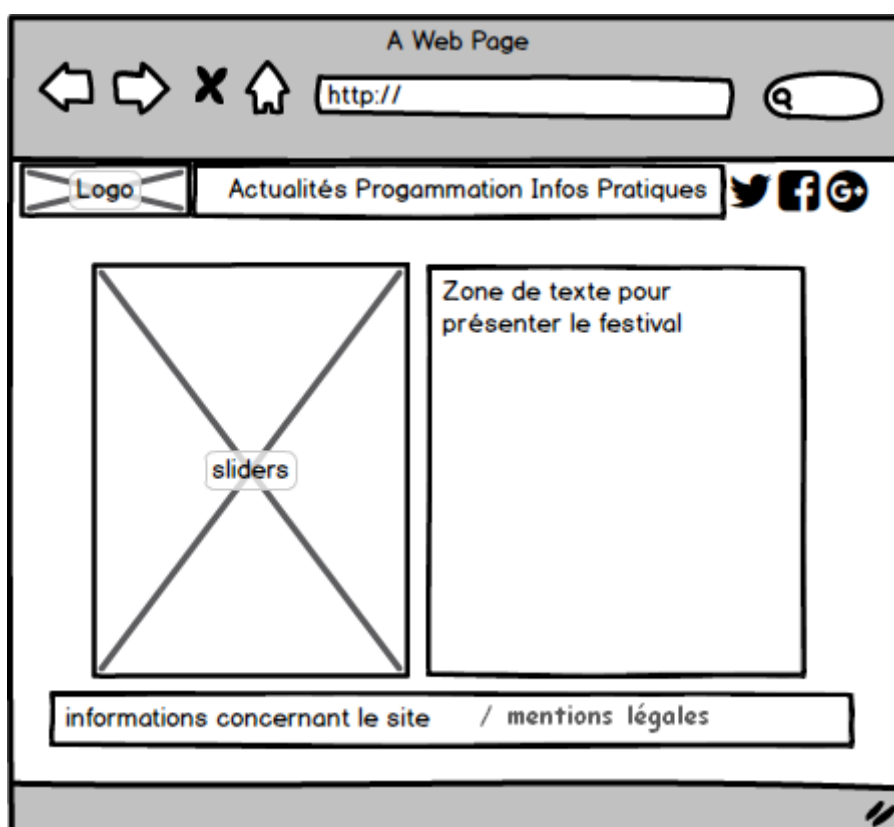 A Web Page
http://
Logo
Actualités Progammation Infos Pratiques
Zone de texte pour
présenter le festival
sliders
informations concernant le site / mentions légales